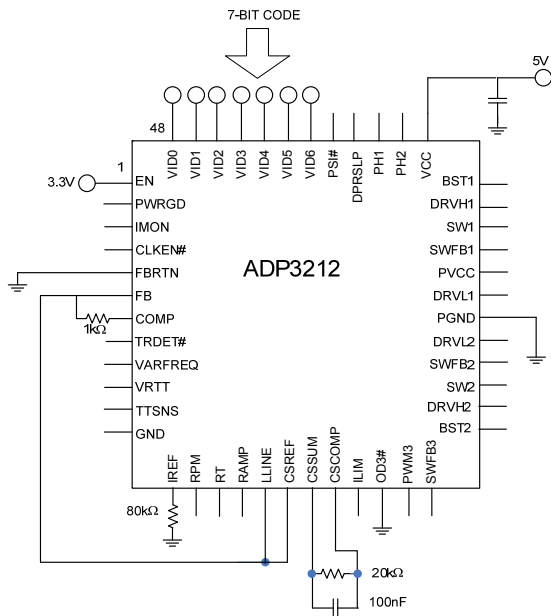 7-BIT CODE
5V
48
VID0
VID1
VID2
VID3
VID4
VID5
VID6
PSI#
DPRSLP
PH1
PH2
VCC
1
3.3V
EN
PWRGD
IMON
CLKEN#
FBRTN
FB
COMP
1kΩ
TRDET#
VARFREQ
VRTT
TTSNS
GND
ADP3212
BST1
DRVH1
SW1
SWFB1
PVCC
DRVL1
PGND
DRVL2
SWFB2
SW2
DRVH2
BST2
IREF
RPM
RT
RAMP
LLINE
CSREF
CSSUM
CSCOMP
ILIM
OD3#
PWM3
SWFB3
80kΩ
20kΩ
100nF